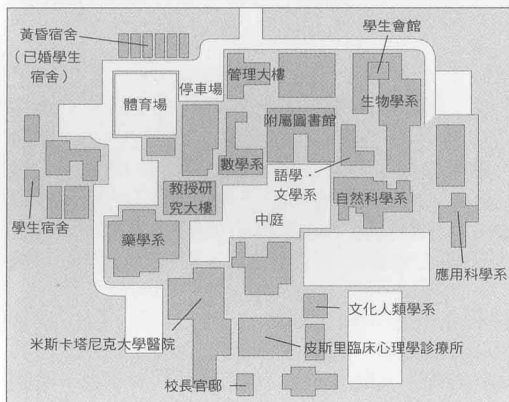 黃昏宿舍
（已婚學生
宿舍）
學生會館
管理大樓
停車場
體育場
生物學系
附屬圖書館
數學系
語學・
文學系
教授研
究大樓
自然科學系
中庭
學生宿舍
藥學系
應用科學系
文化人類學系
米斯卡塔尼克大學醫院
皮斯里臨床心理學診療所
校長官邸